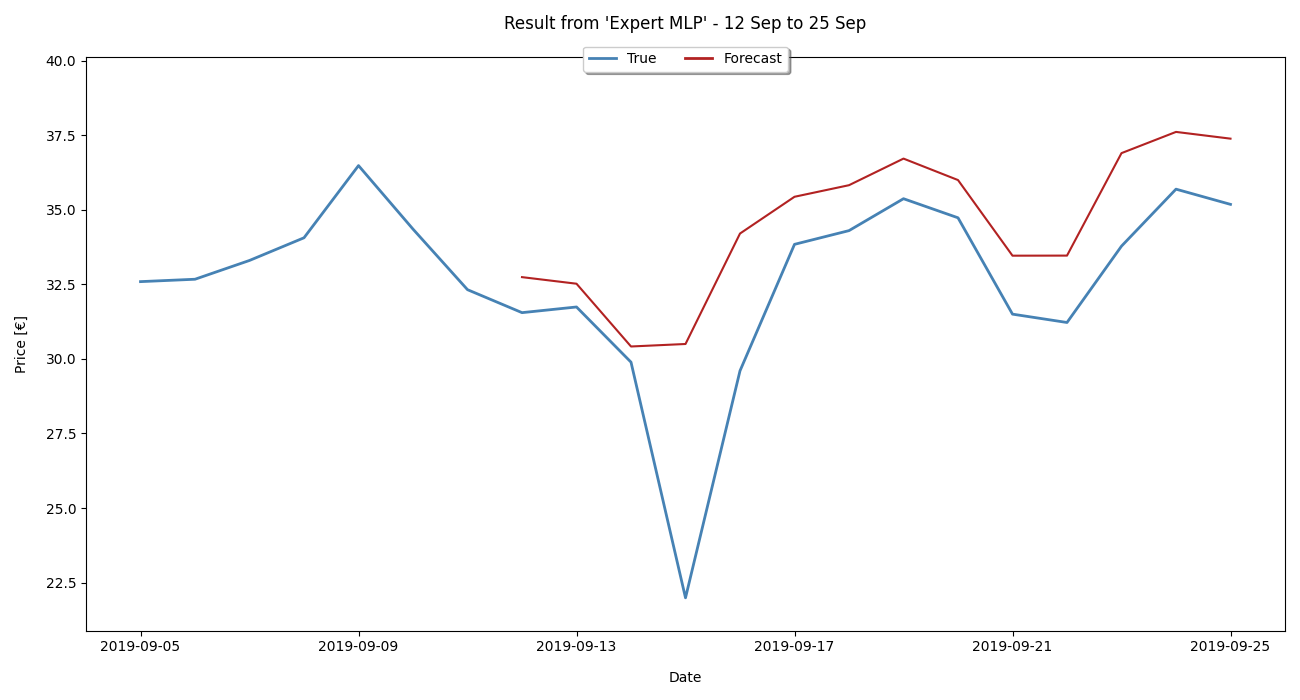 Result from 'Expert MLP' - 12 Sep to 25 Sep
True Forecast
40.0
37.5
35.0
32.5
30.0
27.5
25.0
22.5
Price [€]
2019-09-05 2019-09-09 2019-09-13 2019-09-17 2019-09-21 2019-09-25
Date